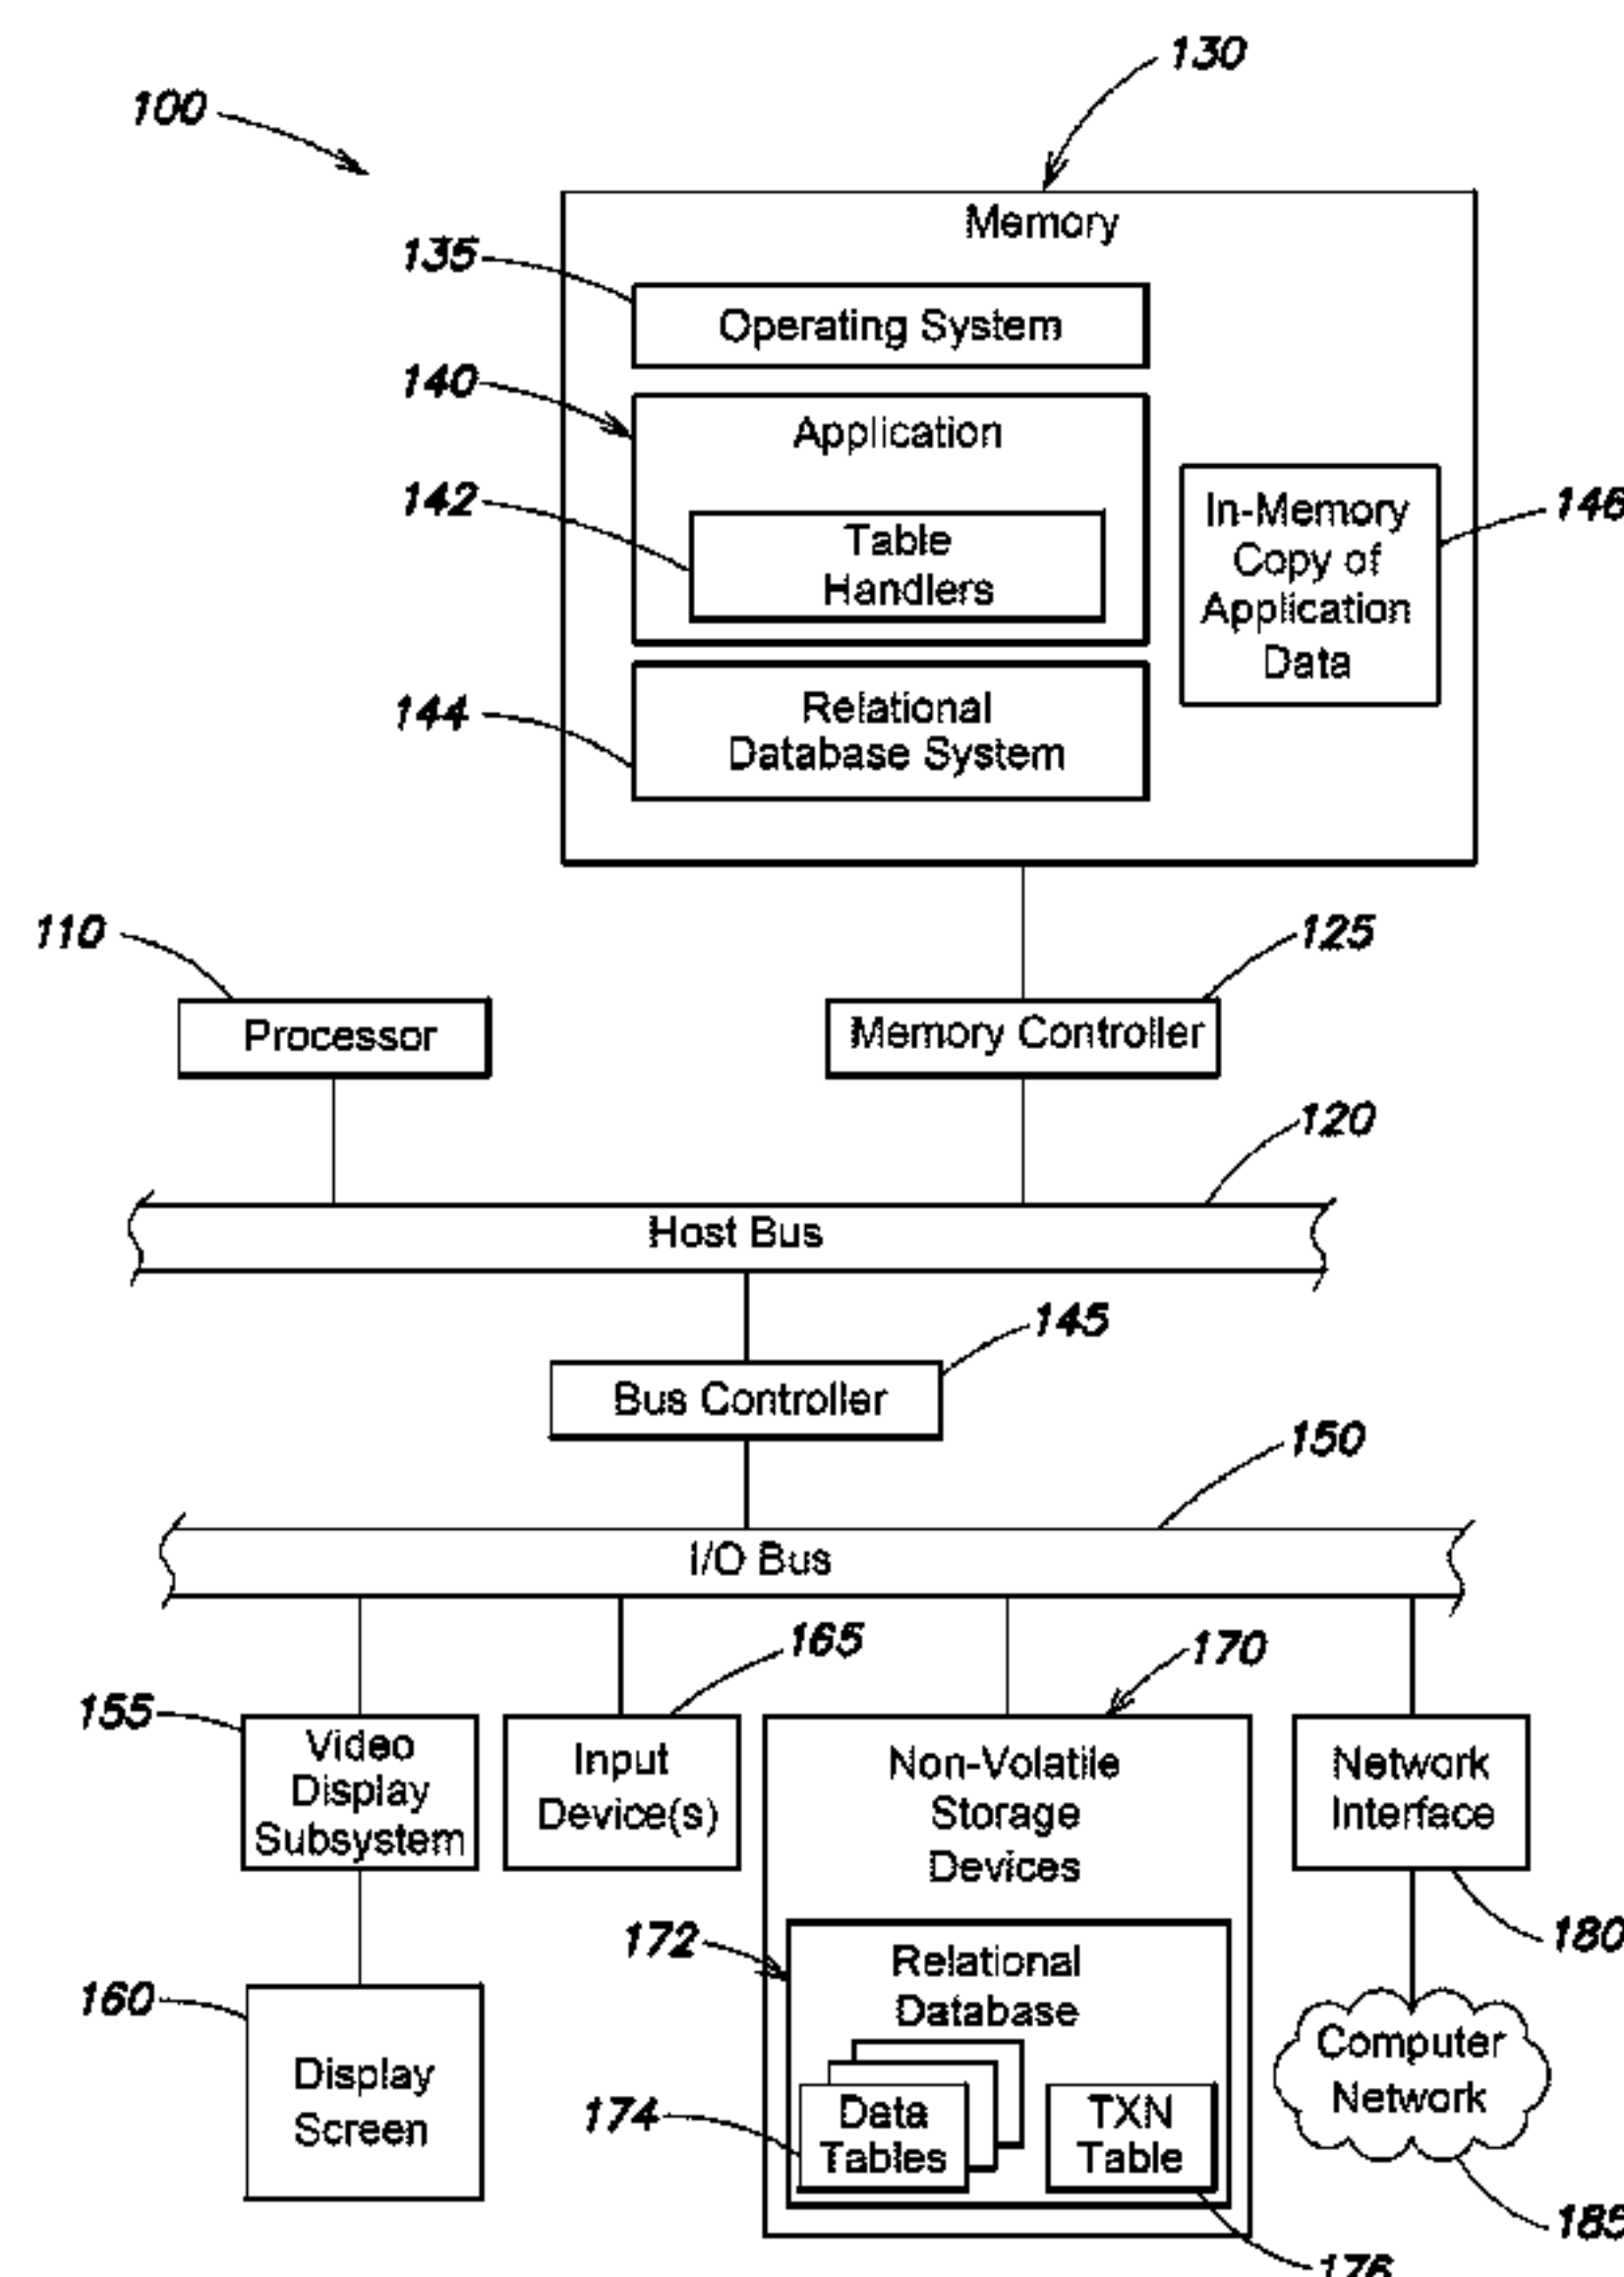 130
100
Memory
135
Operating System
140
Application
142
Table
Handlers
In-Memory
Copy of
Application
Data
146
144
Relational
Database System
110
125
Processor
Memory Controller
120
Host Bus
145
Bus Controller
150
I/O Bus
165
170
155
Video
Display
Subsystem
Input
Device(s)
Non-Volatile
Storage
Devices
Network
Interface
172
180
Relational
Database
160
Display
Screen
Computer
Network
174
Data
Tables
TXN
Table
185
176